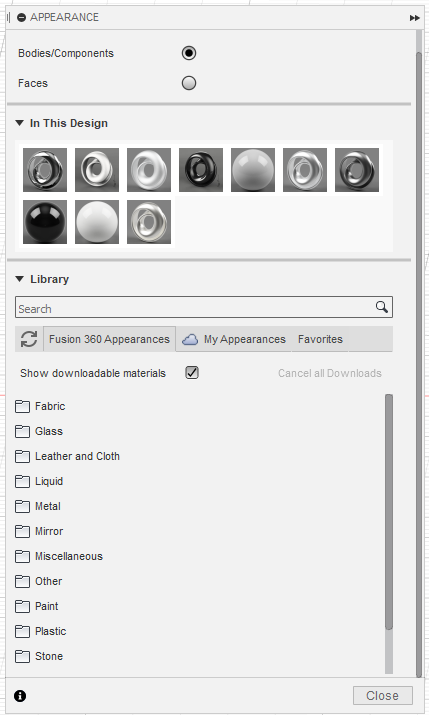 APPEARANCE
Bodies/Components
Faces
In This Design
Library
Search
Fusion 360 Appearances My Appearances Favorites
Show downloadable materials Cancel all Downloads
Fabric
Glass
Leather and Cloth
Liquid
Metal
Mirror
Miscellaneous
Other
Paint
Plastic
Stone
Close